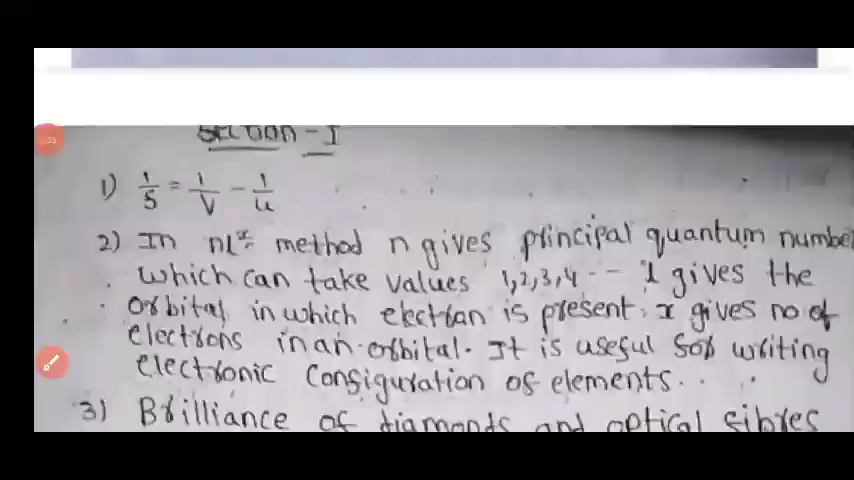 Section - I
1) 1/f = 1/v - 1/u
2) In nlˣ method n gives principal quantum number
which can take values 1,2,3,4 -- l gives the
orbital in which electron is present. x gives no of
electrons in an orbital. It is useful for writing
electronic configuration of elements.
3) Brilliance of diamonds and optical fibres